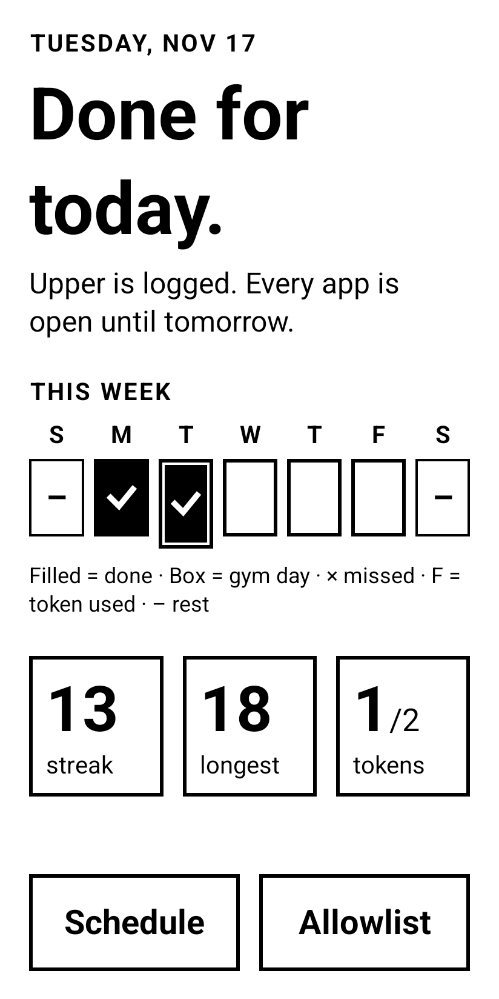 TUESDAY, NOV 17
Done for
today.
Upper is logged. Every app is
open until tomorrow.
THIS WEEK
S M T W T F S
– –
Filled = done · Box = gym day · × missed · F =
token used · – rest
13 18 1/2
streak longest tokens
Schedule Allowlist